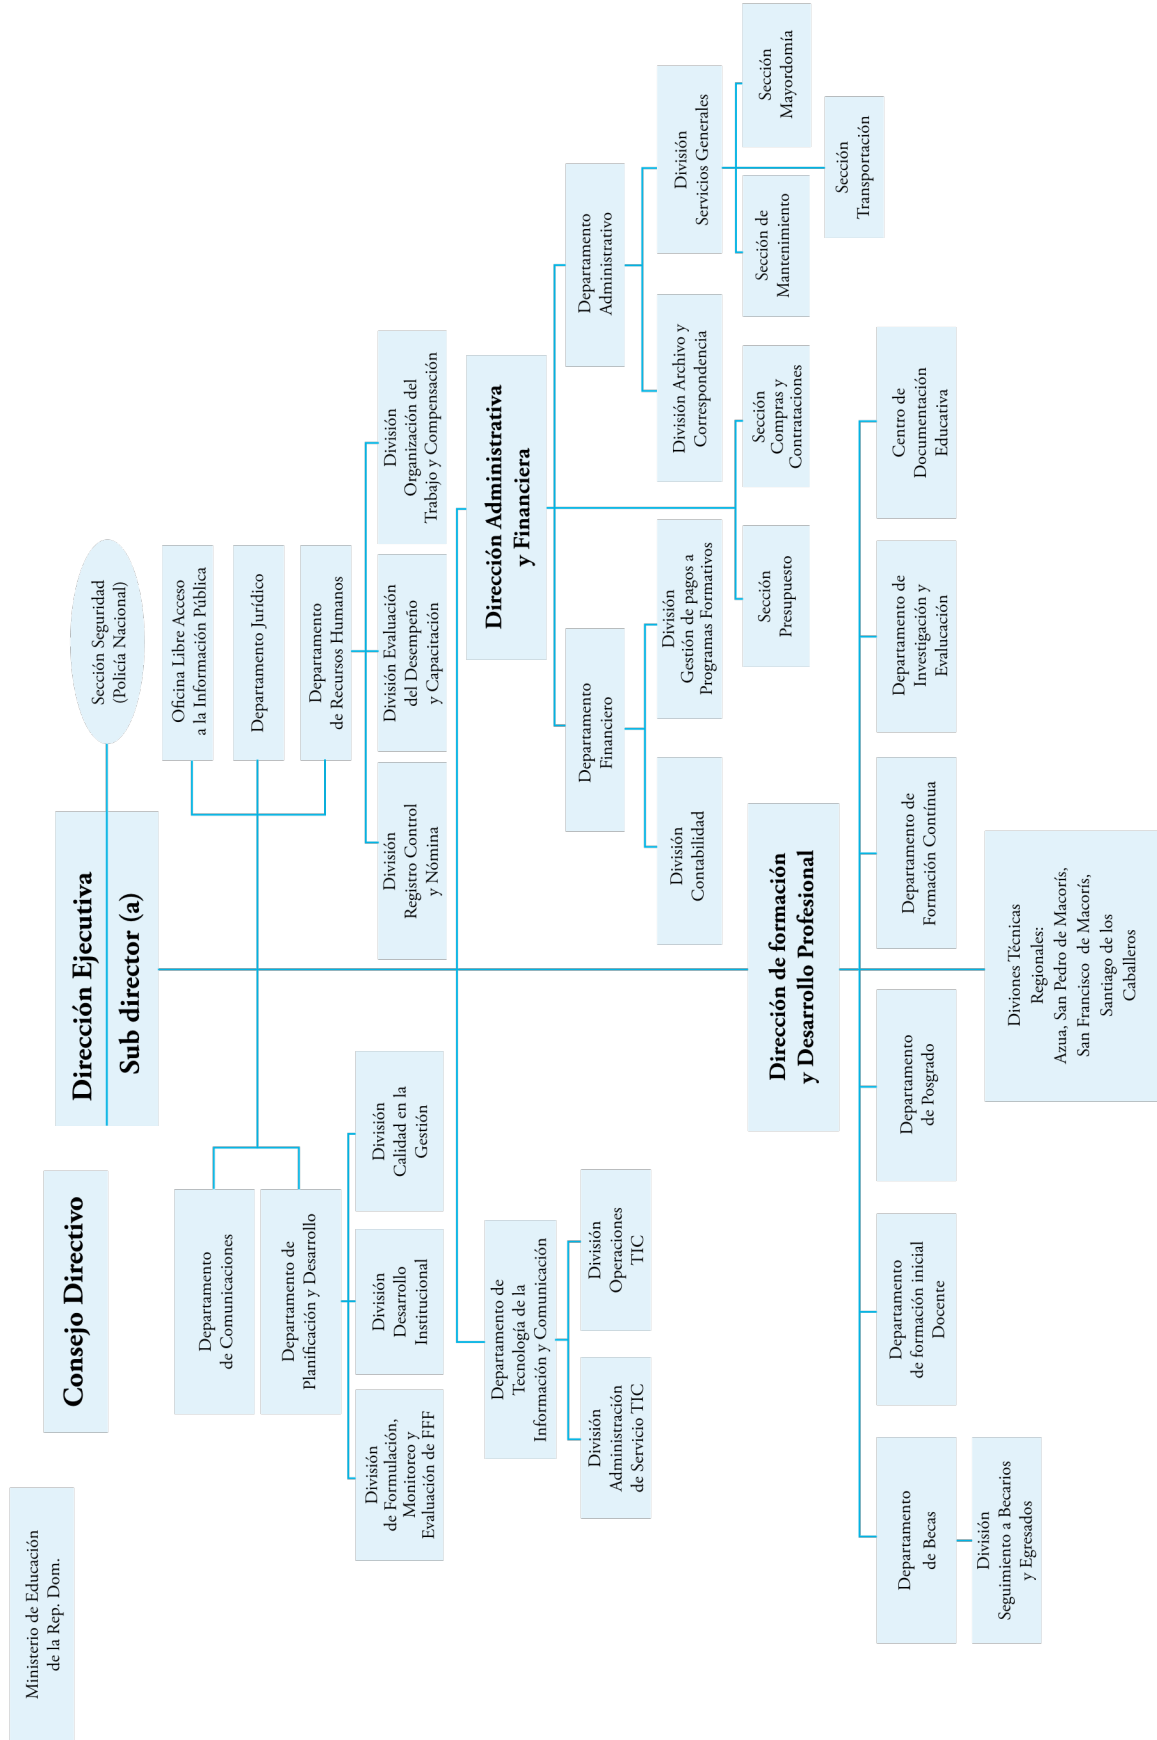 Ministerio de Educación
de la Rep. Dom.
Consejo Directivo
Dirección Ejecutiva
Sub director (a)
Sección Seguridad
(Policía Nacional)
Departamento
de Comunicaciones
Departamento de
Planificación y Desarrollo
Oficina Libre Acceso
a la Información Pública
Departamento Jurídico
Departamento
de Recursos Humanos
División
de Formulación,
Monitoreo y
Evaluación de FFF
División
Desarrollo
Institucional
División
Calidad en la
Gestión
División
Registro Control
y Nómina
División Evaluación
del Desempeño
y Capacitación
División
Organización del
Trabajo y Compensación
Departamento de
Tecnología de la
Información y Comunicación
División
Administración
de Servicio TIC
División
Operaciones
TIC
Dirección Administrativa
y Financiera
Departamento
Financiero
Departamento
Administrativo
División
Contabilidad
División
Gestión de pagos a
Programas Formativos
División Archivo y
Correspondencia
División
Servicios Generales
Sección
Presupuesto
Sección
Compras y
Contrataciones
Sección de
Mantenimiento
Sección
Mayordomía
Sección
Transportación
Dirección de formación
y Desarrollo Profesional
Departamento
de Becas
Departamento
de formación inicial
Docente
Departamento
de Posgrado
Departamento de
Formación Contínua
Departamento de
Investigación y
Evalucación
Centro de
Documentación
Educativa
División
Seguimiento a Becarios
y Egresados
Diviones Técnicas
Regionales:
Azua, San Pedro de Macorís,
San Francisco de Macorís,
Santiago de los
Caballeros